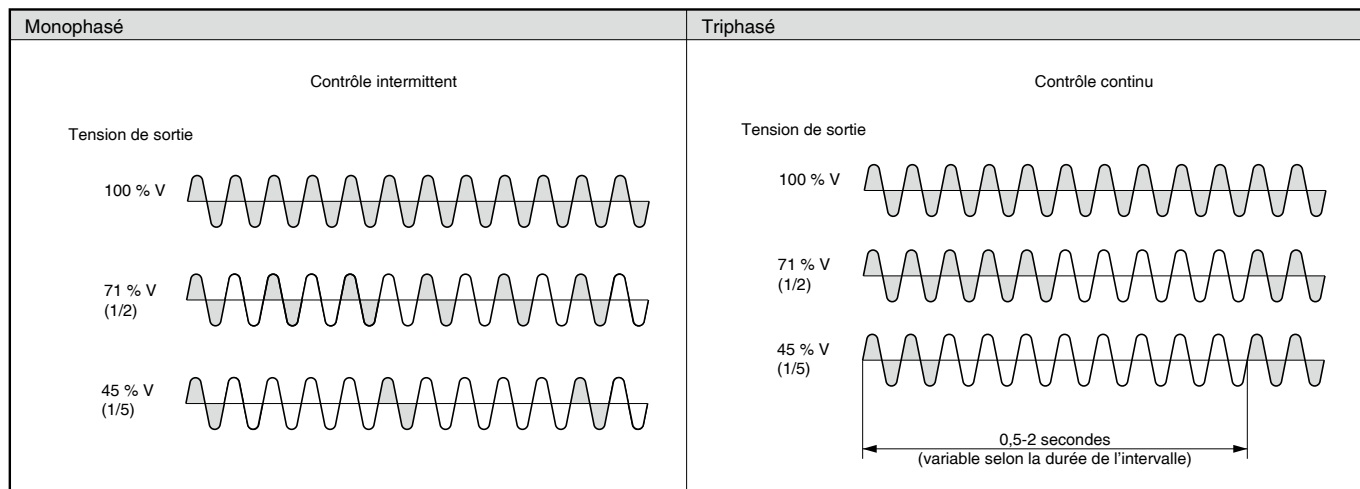 Monophasé
Contrôle intermittent
Tension de sortie
100 % V
71 % V
(1/2)
45 % V
(1/5)
Triphasé
Contrôle continu
Tension de sortie
100 % V
71 % V
(1/2)
45 % V
(1/5)
0,5-2 secondes
(variable selon la durée de l'intervalle)